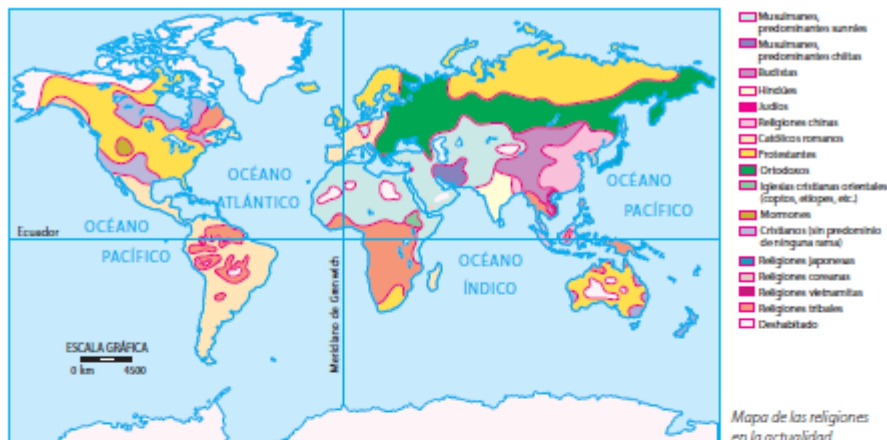 OCÉANO
ATLÁNTICO
OCÉANO
PACÍFICO
Ecuador
OCÉANO
PACÍFICO
OCÉANO
ÍNDICO
Meridiano de Grenwich
ESCALA GRÁFICA
0 km 4500
Musulmanes,
predominantes sunníes
Musulmanes,
predominantes chiitas
Budistas
Hindúes
Judíos
Religiones chinas
Católicos romanos
Protestantes
Ortodoxos
Iglesias cristianas orientales
(coptos, etíopes, etc.)
Mormones
Cristianos (sin predominio
de ninguna rama)
Religiones japonesas
Religiones coreanas
Religiones vietnamitas
Religiones tribales
Deshabitado
Mapa de las religiones
en la actualidad